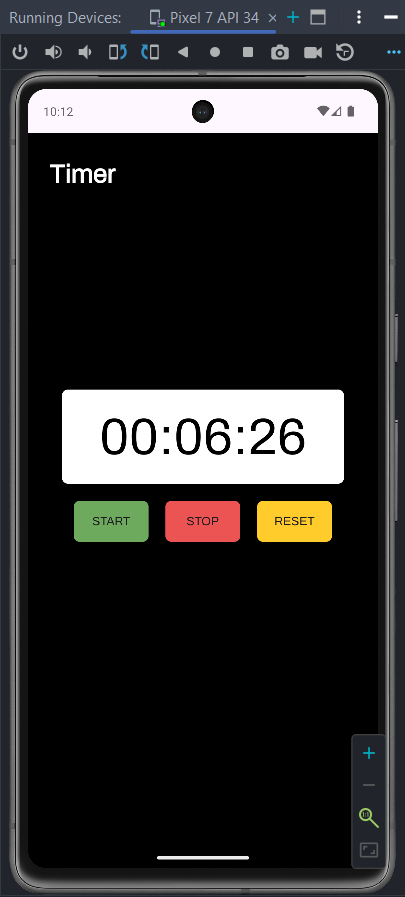 Running Devices: Pixel 7 API 34
10:12
Timer
00:06:26
START STOP RESET